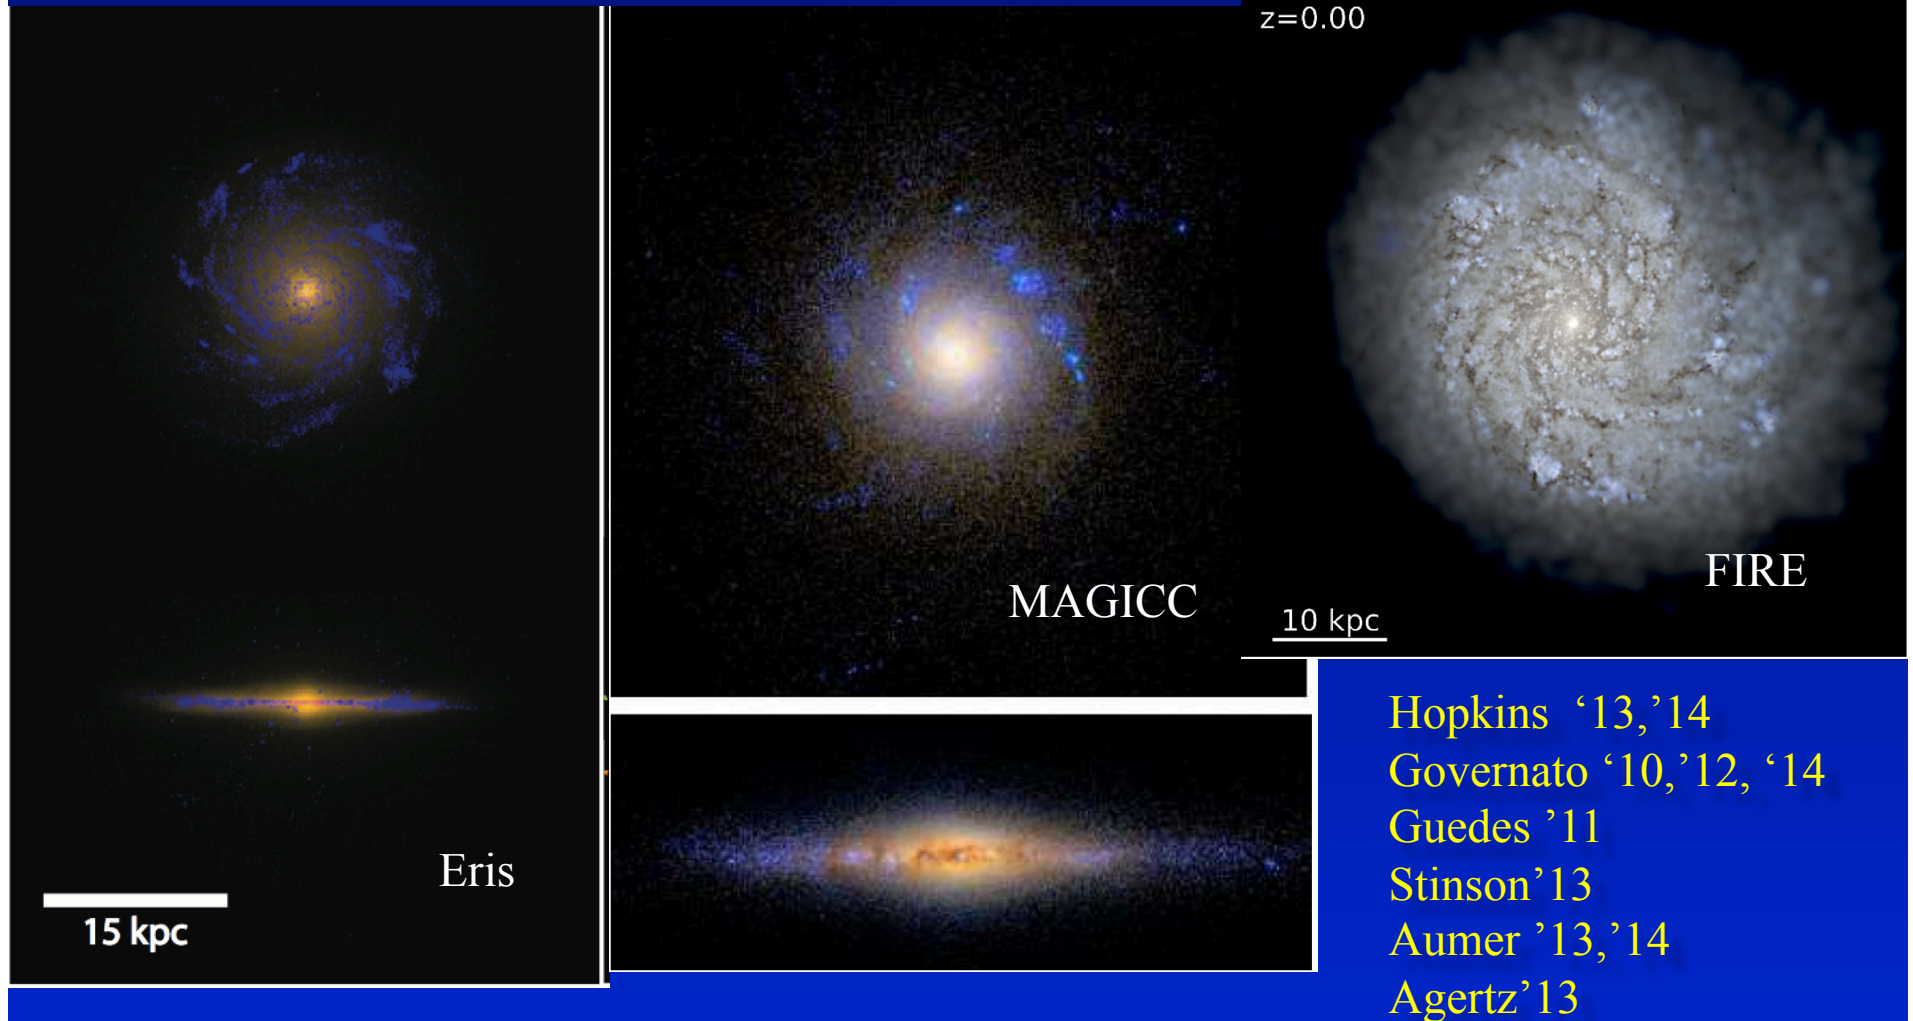 z=0.00
FIRE
10 kpc
MAGICC
Eris
15 kpc
Hopkins ‘13,’14
Governato ‘10,’12, ‘14
Guedes ’11
Stinson’13
Aumer ’13,’14
Agertz’13